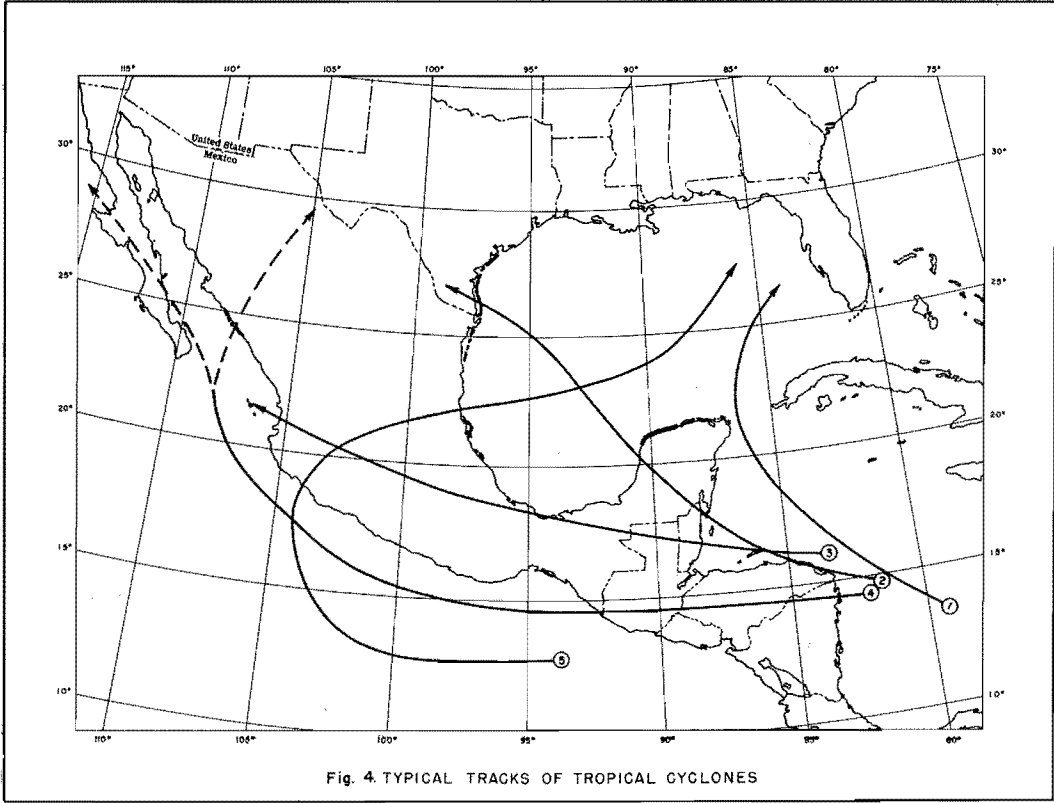 115° 110° 105° 100° 95° 90° 85° 80° 75°
United States
Mexico
30° 30°
25° 25°
20° 20°
15° 15°
10° 10°
3
2
4
1
5
110° 105° 100° 95° 90° 85° 80°
Fig. 4. TYPICAL TRACKS OF TROPICAL CYCLONES